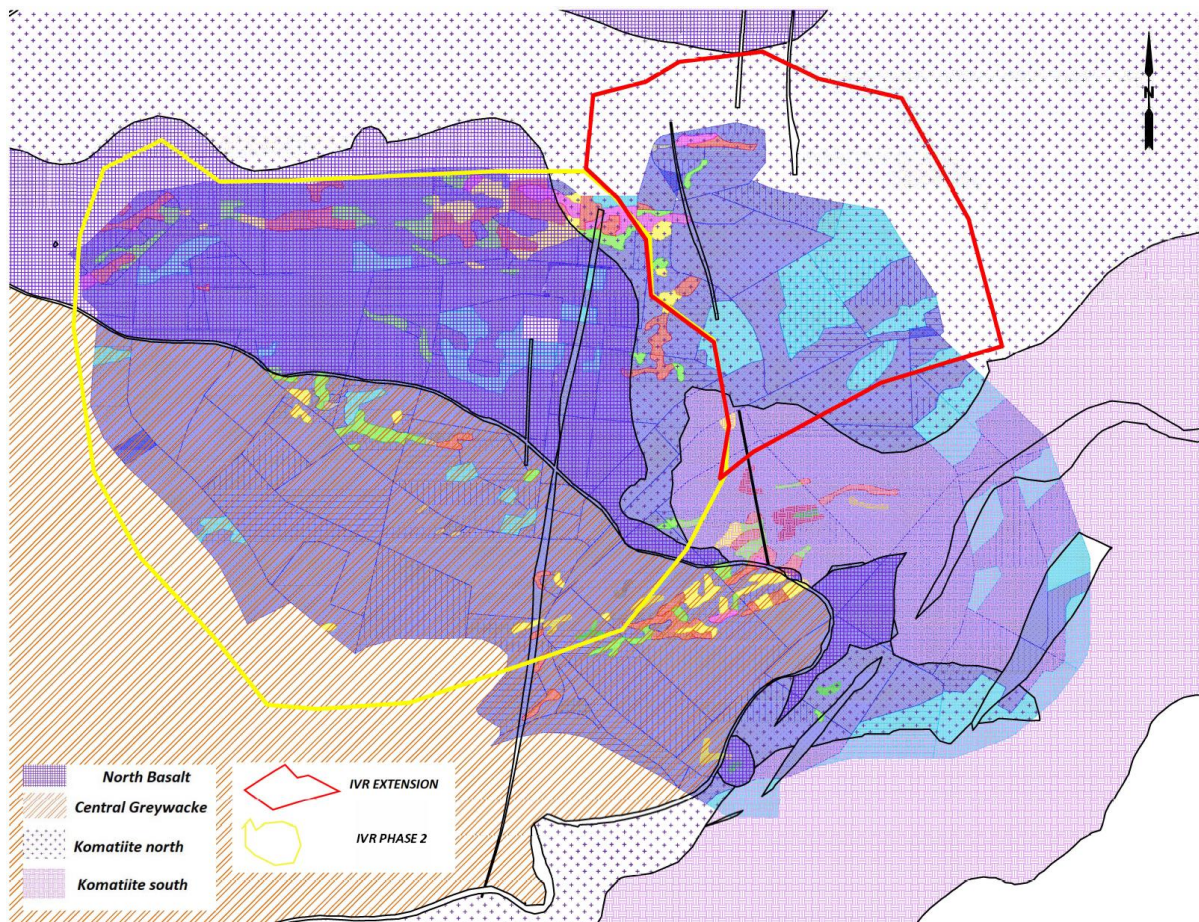 N
North Basalt
Central Greywacke
Komatiite north
Komatiite south
IVR EXTENSION
IVR PHASE 2